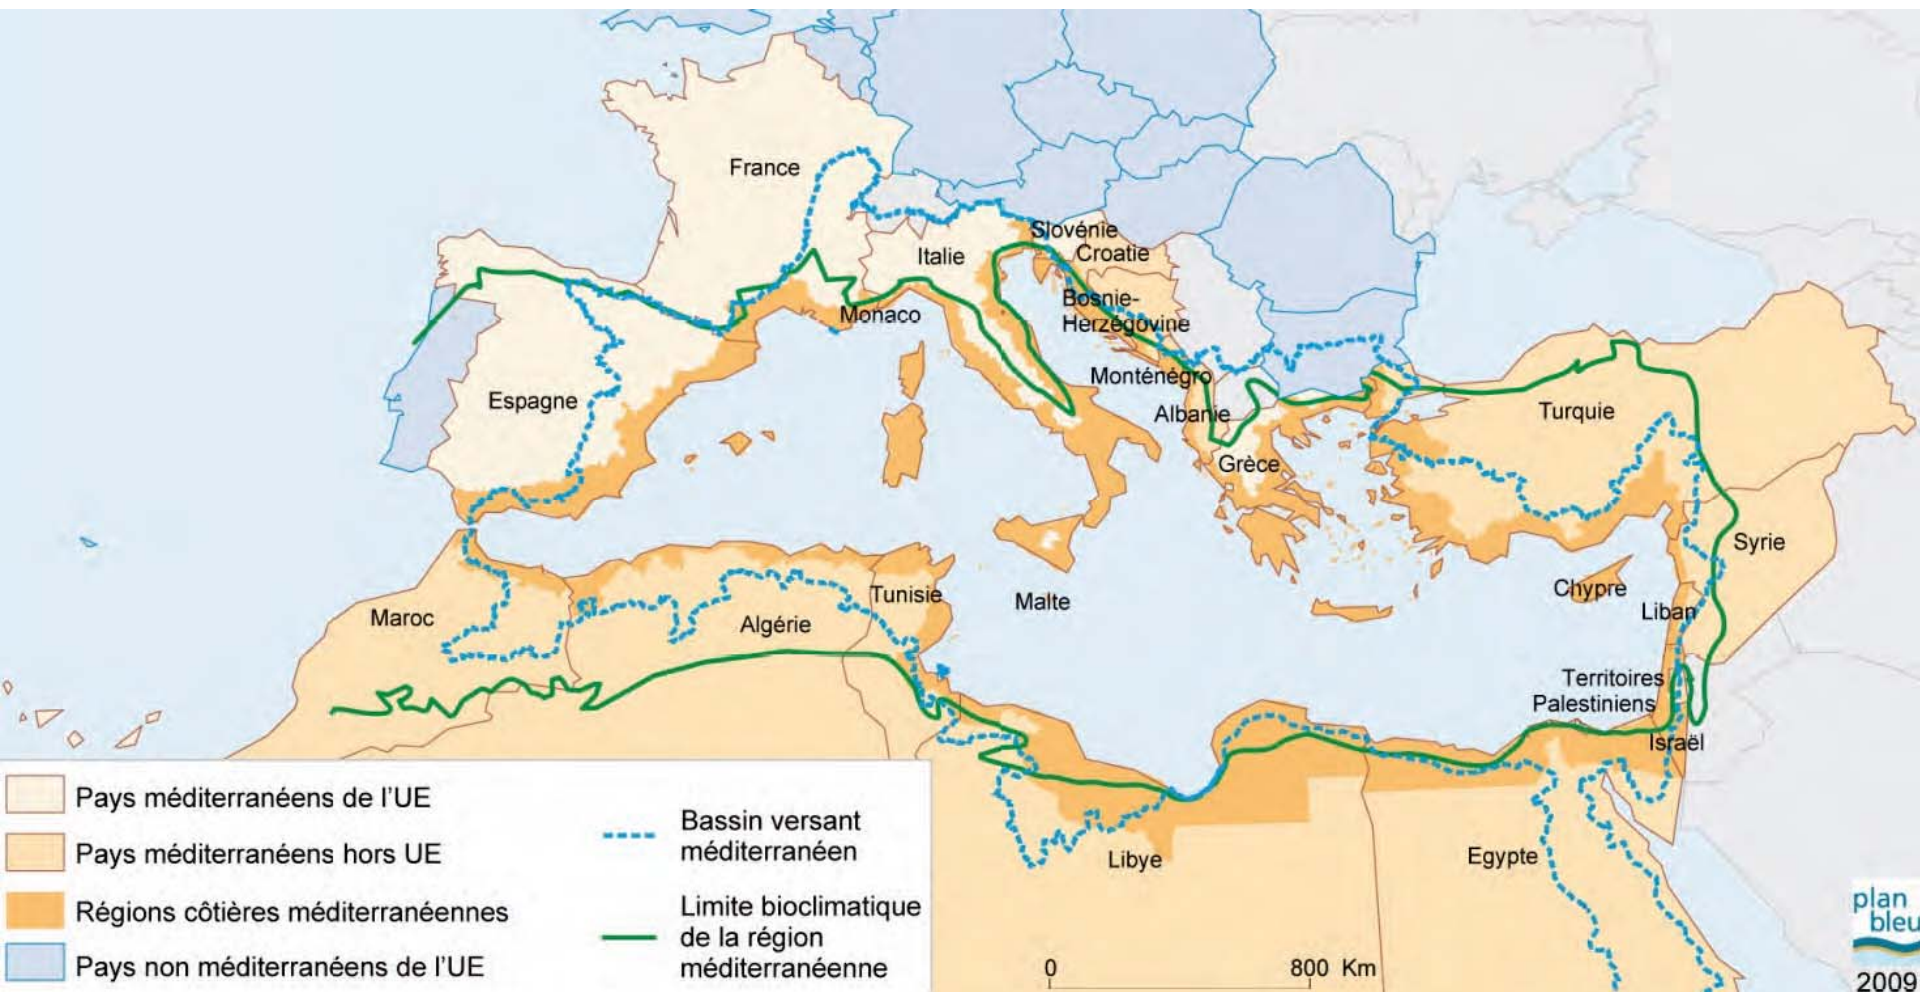 France
Slovénie
Croatie
Italie
Bosnie-
Herzégovine
Monaco
Monténégro
Espagne
Albanie
Turquie
Grèce
Syrie
Chypre
Tunisie
Malte
Liban
Maroc
Algérie
Territoires
Palestiniens
Israël
Libye
Egypte
Pays méditerranéens de l'UE
Pays méditerranéens hors UE
Régions côtières méditerranéennes
Pays non méditerranéens de l'UE
Bassin versant
méditerranéen
Limite bioclimatique
de la région
méditerranéenne
0 800 Km
plan
bleu
2009